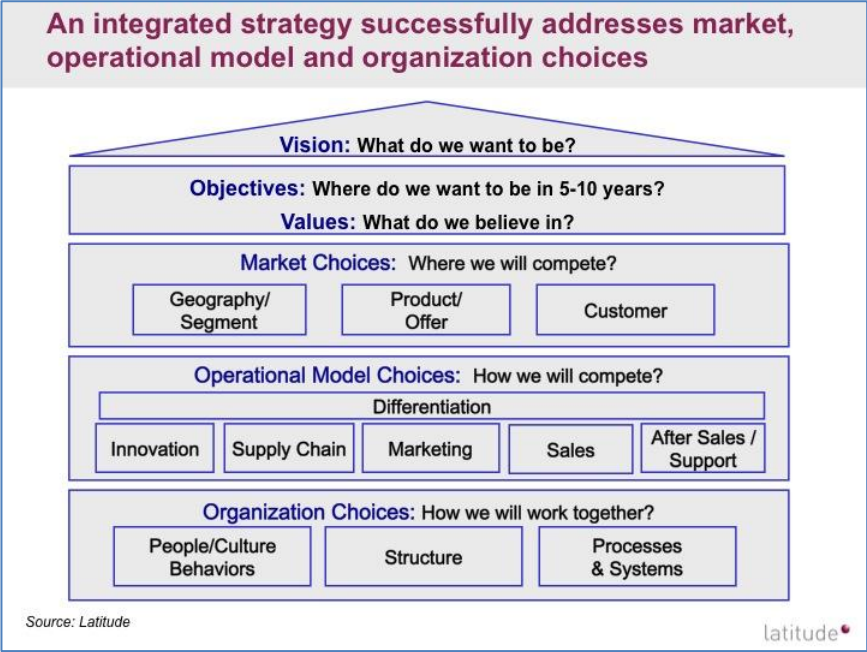 An integrated strategy successfully addresses market,
operational model and organization choices
Vision: What do we want to be?
Objectives: Where do we want to be in 5-10 years?
Values: What do we believe in?
Market Choices: Where we will compete?
Geography/
Segment
Product/
Offer
Customer
Operational Model Choices: How we will compete?
Differentiation
Innovation
Supply Chain
Marketing
Sales
After Sales /
Support
Organization Choices: How we will work together?
People/Culture
Behaviors
Structure
Processes
& Systems
Source: Latitude
latitude